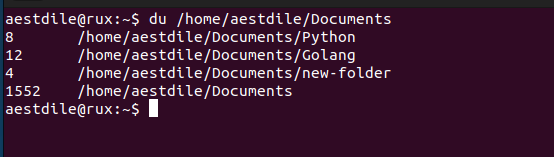 aestdile@rux:~$ du /home/aestdile/Documents
8 /home/aestdile/Documents/Python
12 /home/aestdile/Documents/Golang
4 /home/aestdile/Documents/new-folder
1552 /home/aestdile/Documents
aestdile@rux:~$